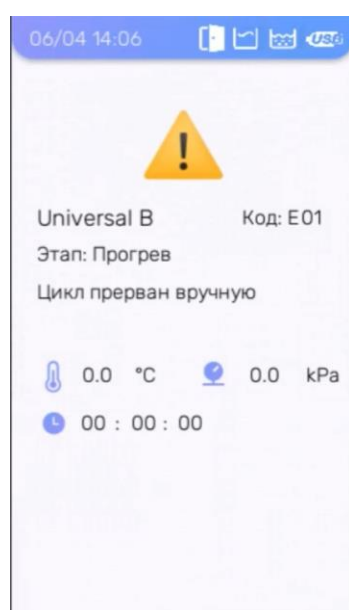 06/04 14:06 USB
Universal B Код: E01
Этап: Прогрев
Цикл прерван вручную
0.0 °C 0.0 kPa
00 : 00 : 00